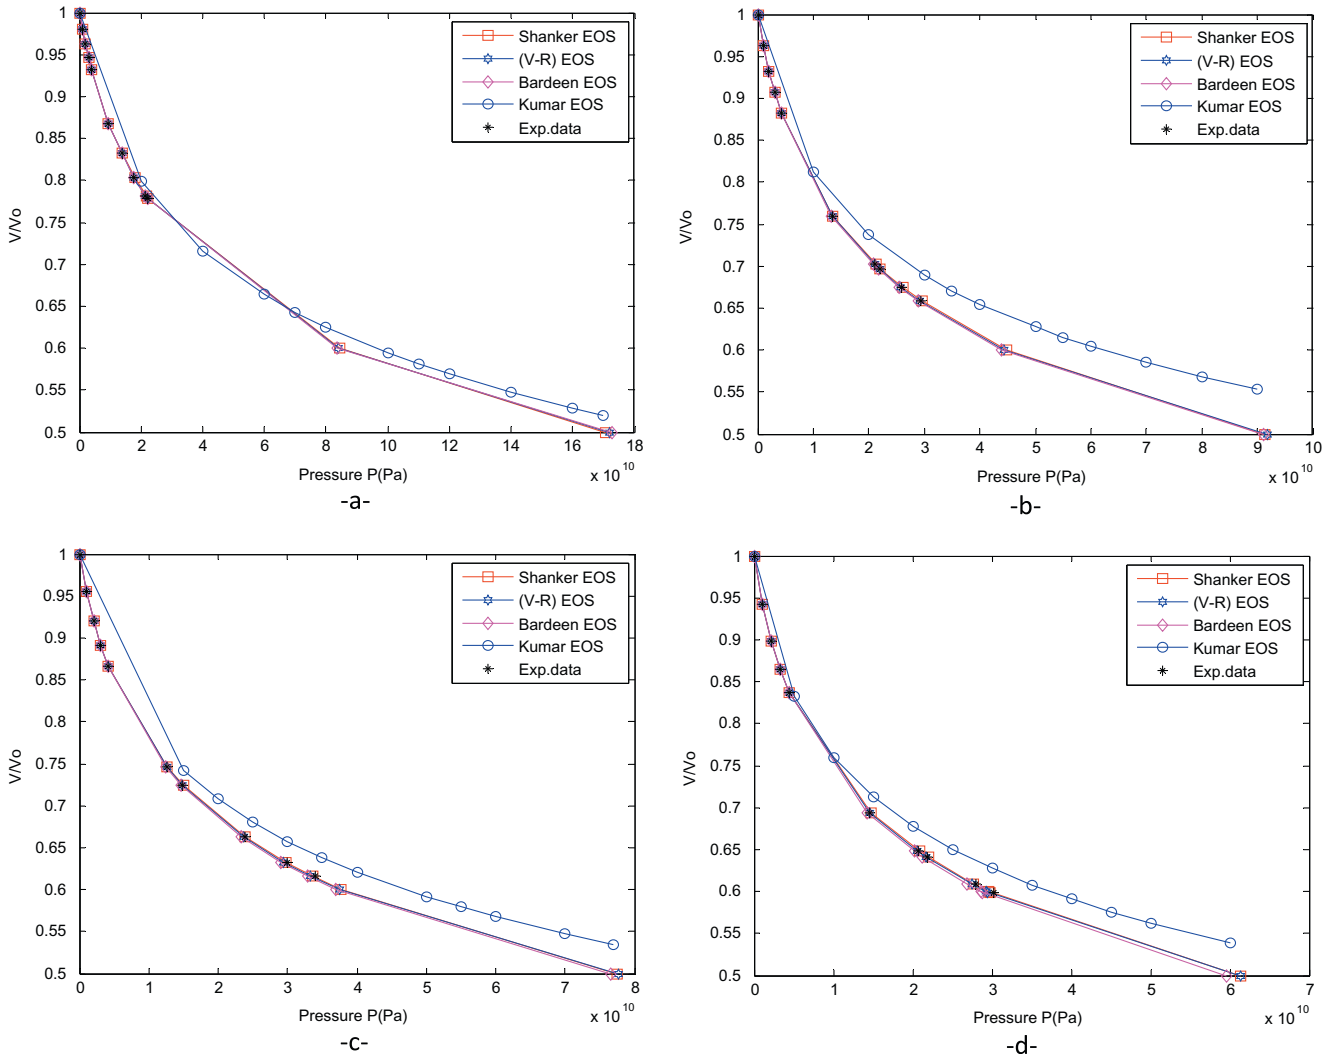 1
0.95
0.9
0.85
0.8
0.75
0.7
0.65
0.6
0.55
0.5
V/Vo
Shanker EOS
(V-R) EOS
Bardeen EOS
Kumar EOS
Exp.data
0 2 4 6 8 10 12 14 16 18
Pressure P(Pa)
x 10^10
-a-
1
0.95
0.9
0.85
0.8
0.75
0.7
0.65
0.6
0.55
0.5
V/Vo
Shanker EOS
(V-R) EOS
Bardeen EOS
Kumar EOS
Exp.data
0 1 2 3 4 5 6 7 8 9 10
Pressure P(Pa)
x 10^10
-b-
1
0.95
0.9
0.85
0.8
0.75
0.7
0.65
0.6
0.55
0.5
V/Vo
Shanker EOS
(V-R) EOS
Bardeen EOS
Kumar EOS
Exp.data
0 1 2 3 4 5 6 7 8
Pressure P(Pa)
x 10^10
-c-
1
0.95
0.9
0.85
0.8
0.75
0.7
0.65
0.6
0.55
0.5
V/Vo
Shanker EOS
(V-R) EOS
Bardeen EOS
Kumar EOS
Exp.data
0 1 2 3 4 5 6 7
Pressure P(Pa)
x 10^10
-d-